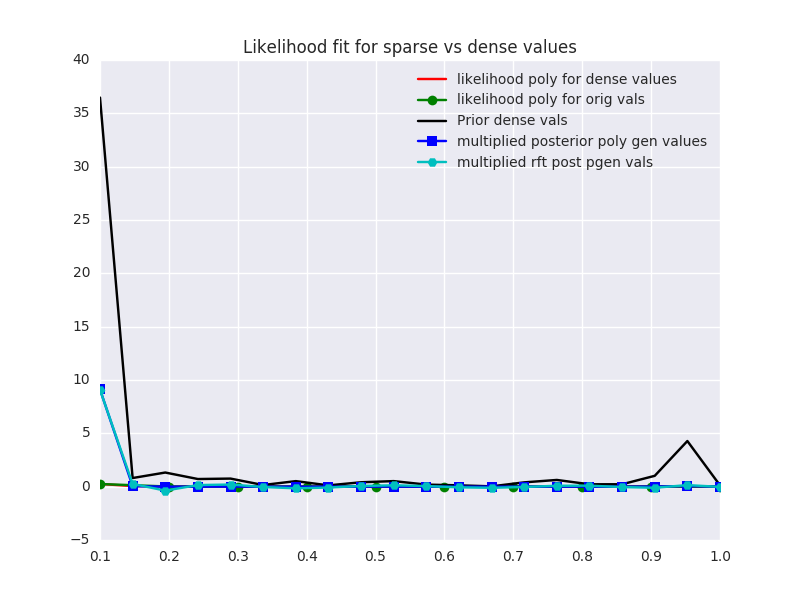 Likelihood fit for sparse vs dense values
40
35
30
25
20
15
10
5
0
−5
likelihood poly for dense values
likelihood poly for orig vals
Prior dense vals
multiplied posterior poly gen values
multiplied rft post pgen vals
0.1 0.2 0.3 0.4 0.5 0.6 0.7 0.8 0.9 1.0